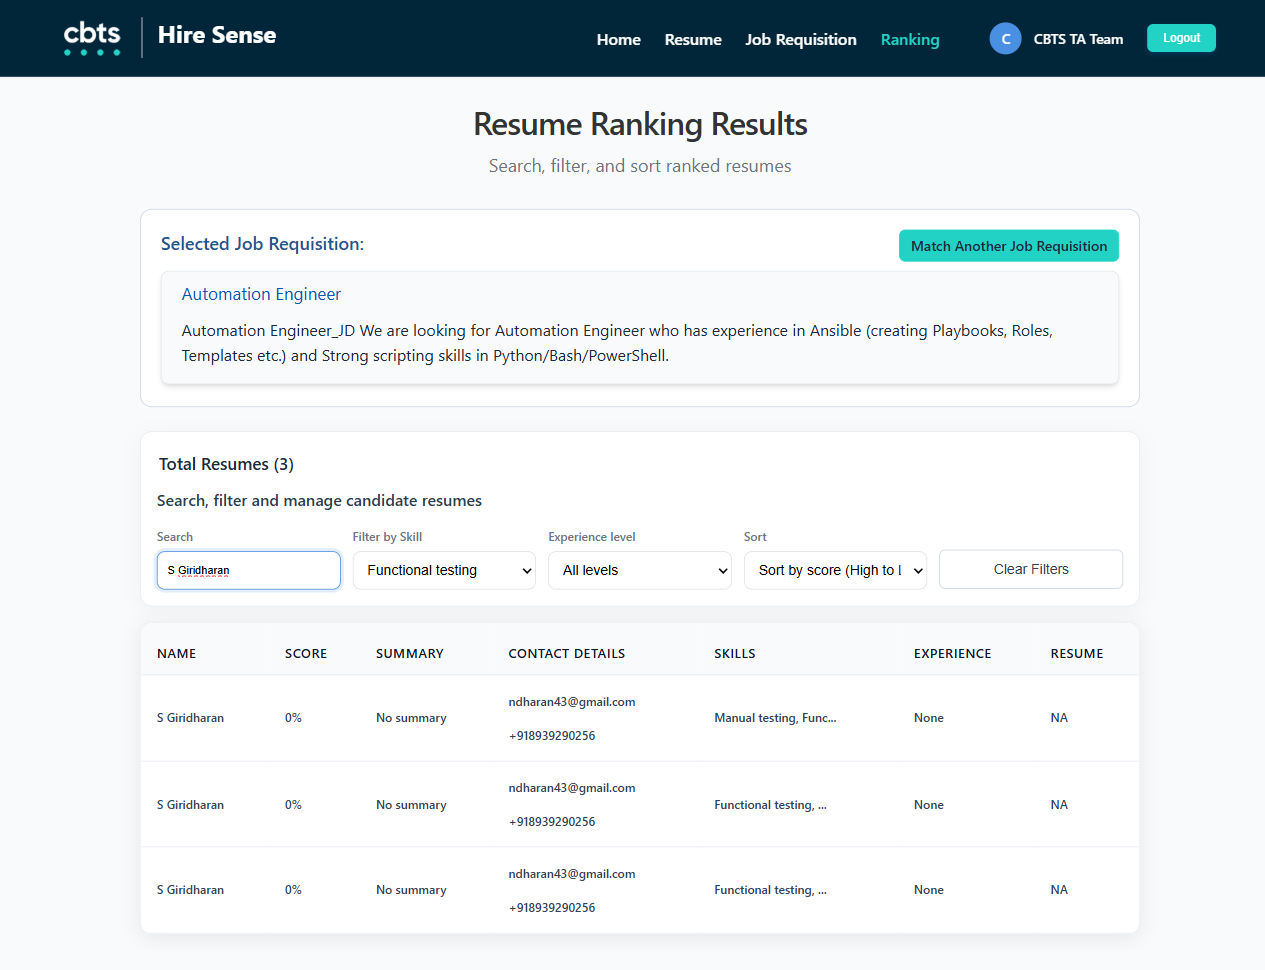 cbts Hire Sense Home Resume Job Requisition Ranking C CBTS TA Team Logout
Resume Ranking Results
Search, filter, and sort ranked resumes
Selected Job Requisition: Match Another Job Requisition
Automation Engineer
Automation Engineer_JD We are looking for Automation Engineer who has experience in Ansible (creating Playbooks, Roles,
Templates etc.) and Strong scripting skills in Python/Bash/PowerShell.
Total Resumes (3)
Search, filter and manage candidate resumes
Search Filter by Skill Experience level Sort
S Giridharan Functional testing All levels Sort by score (High to L Clear Filters
NAME SCORE SUMMARY CONTACT DETAILS SKILLS EXPERIENCE RESUME
S Giridharan 0% No summary ndharan43@gmail.com +918939290256 Manual testing, Func... None NA
S Giridharan 0% No summary ndharan43@gmail.com +918939290256 Functional testing, ... None NA
S Giridharan 0% No summary ndharan43@gmail.com +918939290256 Functional testing, ... None NA